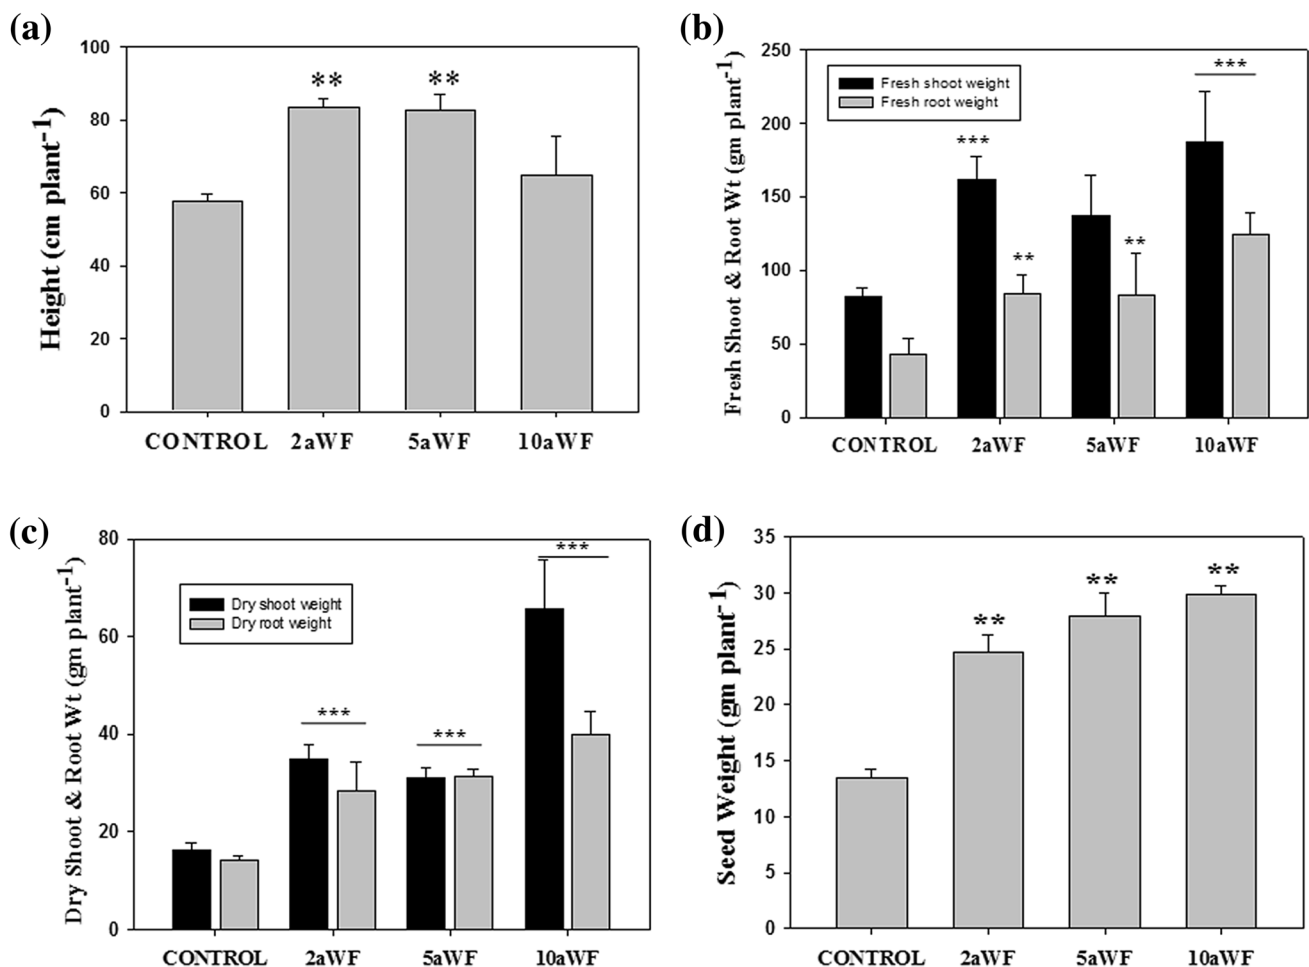 (a)
100
80
60
40
20
0
Height (cm plant-1)
**
**
CONTROL 2aWF 5aWF 10aWF
(b)
250
200
150
100
50
0
Fresh Shoot & Root Wt (gm plant-1)
Fresh shoot weight
Fresh root weight
***
***
**
**
CONTROL 2aWF 5aWF 10aWF
(c)
80
60
40
20
0
Dry Shoot & Root Wt (gm plant-1)
Dry shoot weight
Dry root weight
***
***
***
CONTROL 2aWF 5aWF 10aWF
(d)
35
30
25
20
15
10
5
0
Seed Weight (gm plant-1)
**
**
**
CONTROL 2aWF 5aWF 10aWF